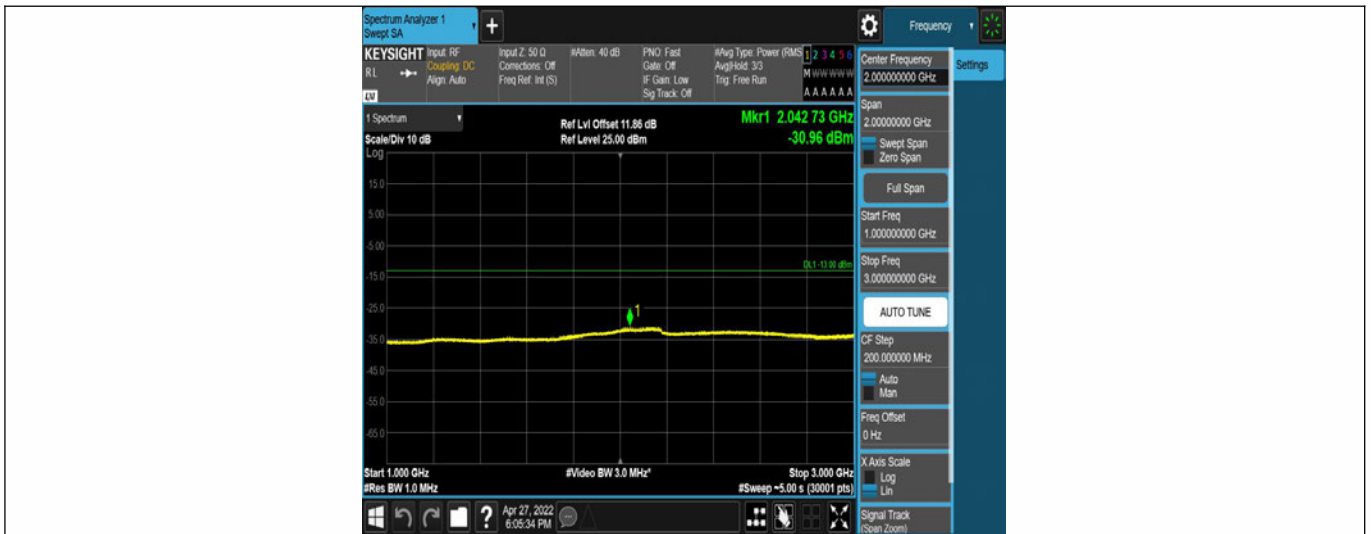 Spectrum Analyzer 1
Swept SA
Frequency
KEYSIGHT
Input: RF
Coupling: DC
Align: Auto
Input Z: 50 Ω
Corrections: Off
Freq Ref: Int (S)
#Atten: 40 dB
PNO: Fast
Gate: Off
IF Gain: Low
Sig Track: Off
#Avg Type: Power (RMS
Avg|Hold: 3/3
Trig: Free Run
1 2 3 4 5 6
M W W W W W
A A A A A A
R L
LXI
Center Frequency
2.000000000 GHz
Settings
Span
2.00000000 GHz
Swept Span
Zero Span
Full Span
Start Freq
1.000000000 GHz
Stop Freq
3.000000000 GHz
AUTO TUNE
CF Step
200.000000 MHz
Auto
Man
Freq Offset
0 Hz
X Axis Scale
Log
Lin
Signal Track
(Span Zoom)
1 Spectrum
Scale/Div 10 dB
Log
Ref Lvl Offset 11.86 dB
Ref Level 25.00 dBm
Mkr1 2.042 73 GHz
-30.96 dBm
15.0
5.00
-5.00
-15.0
-25.0
-35.0
-45.0
-55.0
-65.0
DL1 -13.00 dBm
1
Start 1.000 GHz
#Res BW 1.0 MHz
#Video BW 3.0 MHz*
Stop 3.000 GHz
#Sweep ~5.00 s (30001 pts)
?
Apr 27, 2022
6:05:34 PM